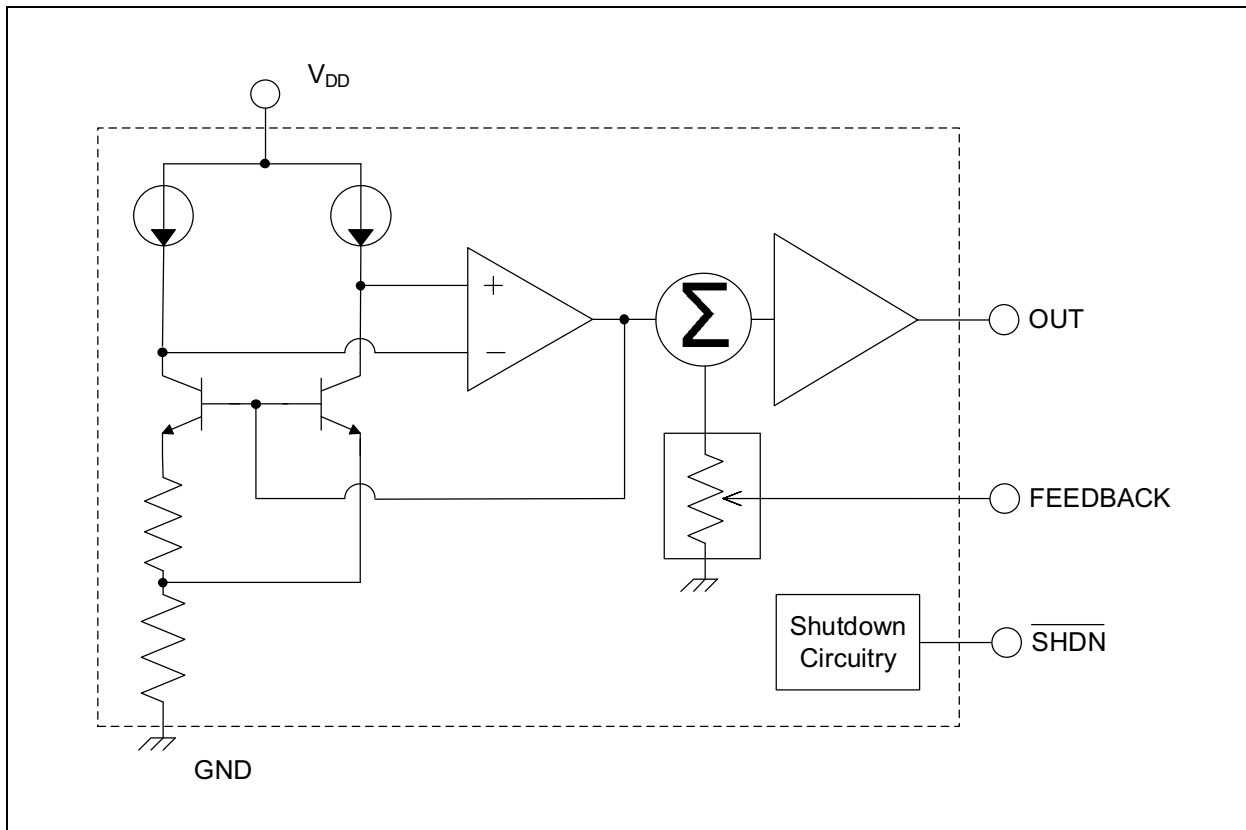 VDD
+
−
Σ
OUT
FEEDBACK
Shutdown
Circuitry
SHDN
GND